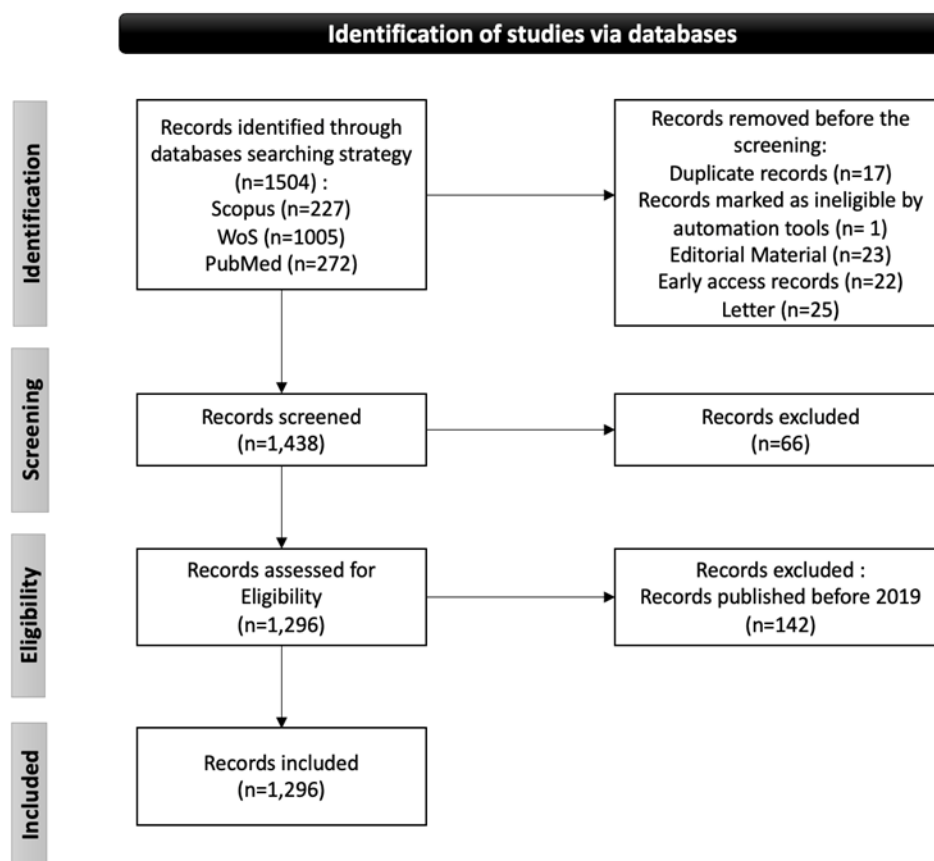 Identification of studies via databases
Identification
Records identified through
databases searching strategy
(n=1504) :
Scopus (n=227)
WoS (n=1005)
PubMed (n=272)
Records removed before the
screening:
Duplicate records (n=17)
Records marked as ineligible by
automation tools (n= 1)
Editorial Material (n=23)
Early access records (n=22)
Letter (n=25)
Screening
Records screened
(n=1,438)
Records excluded
(n=66)
Eligibility
Records assessed for
Eligibility
(n=1,296)
Records excluded :
Records published before 2019
(n=142)
Included
Records included
(n=1,296)